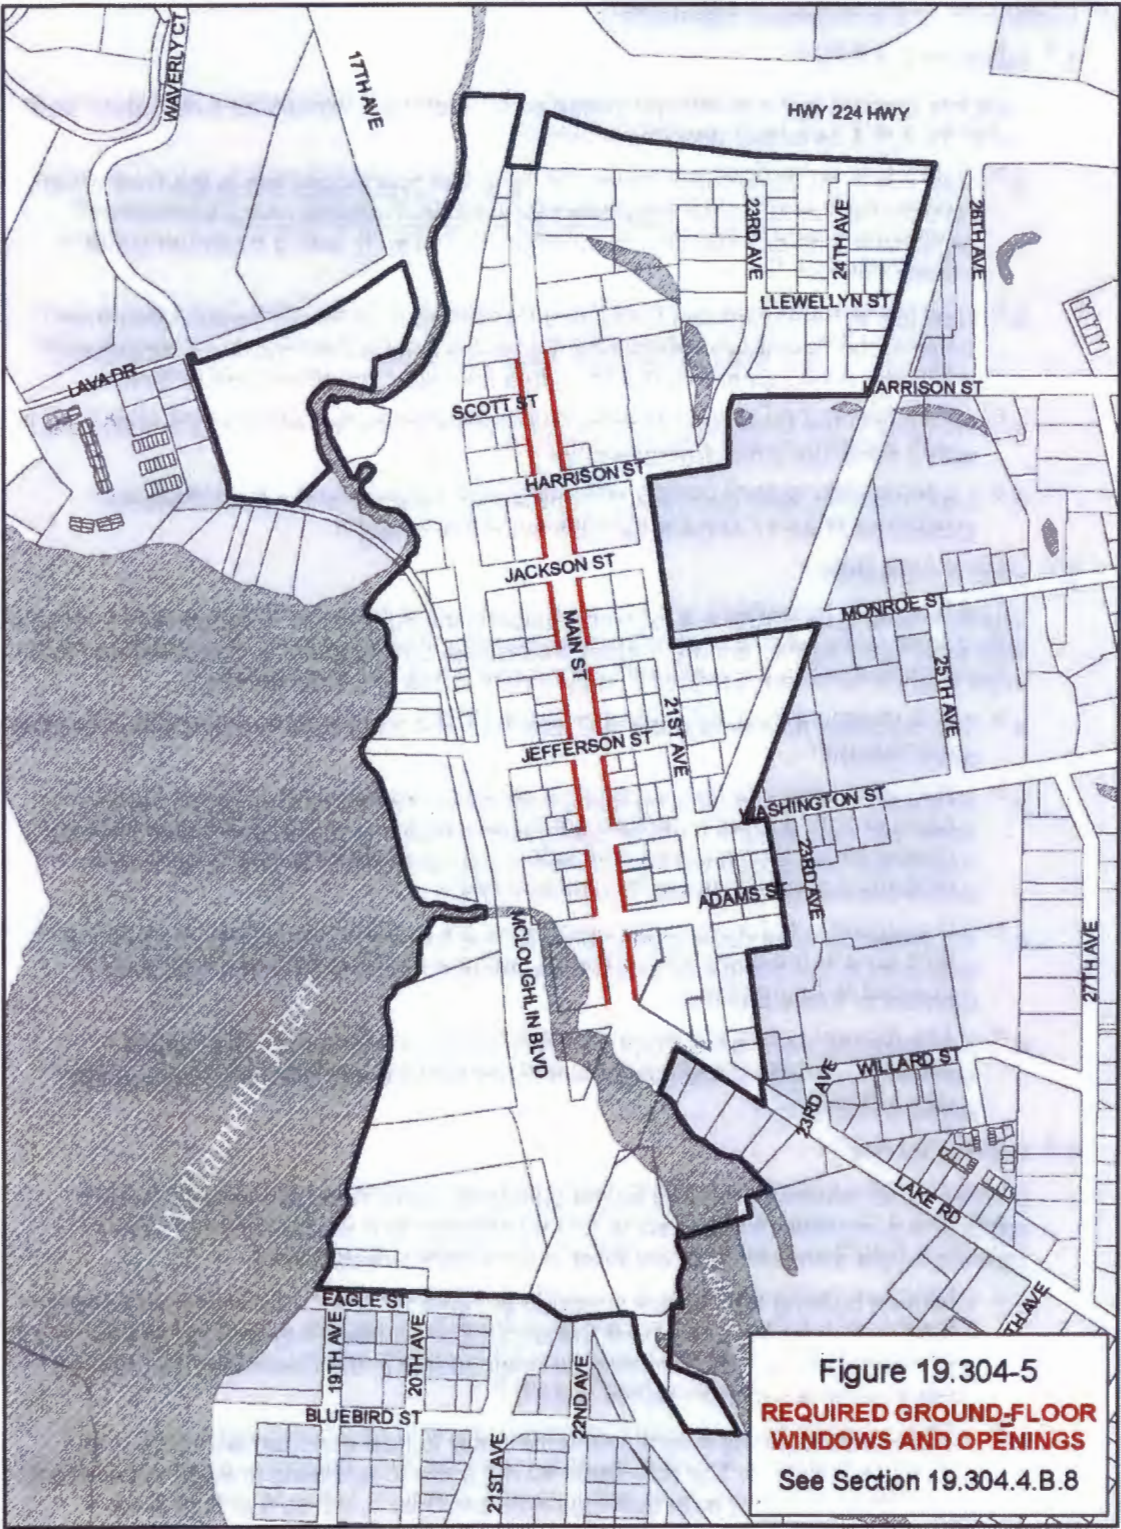 WAVERLY CT
17TH AVE
HWY 224 HWY
23RD AVE
24TH AVE
26TH AVE
LLEWELLYN ST
LAVA DR
HARRISON ST
SCOTT ST
HARRISON ST
JACKSON ST
MONROE ST
MAIN ST
25TH AVE
21ST AVE
JEFFERSON ST
ASHINGTON ST
23RD AVE
ADAMS ST
MCLOUGHLIN BLVD
27TH AVE
Willamette River
WILLARD ST
23RD AVE
LAKE RD
EAGLE ST
TH AVE
19TH AVE
20TH AVE
22ND AVE
BLUEBIRD ST
21ST AVE
Figure 19.304-5
REQUIRED GROUND-FLOOR
WINDOWS AND OPENINGS
See Section 19.304.4.B.8